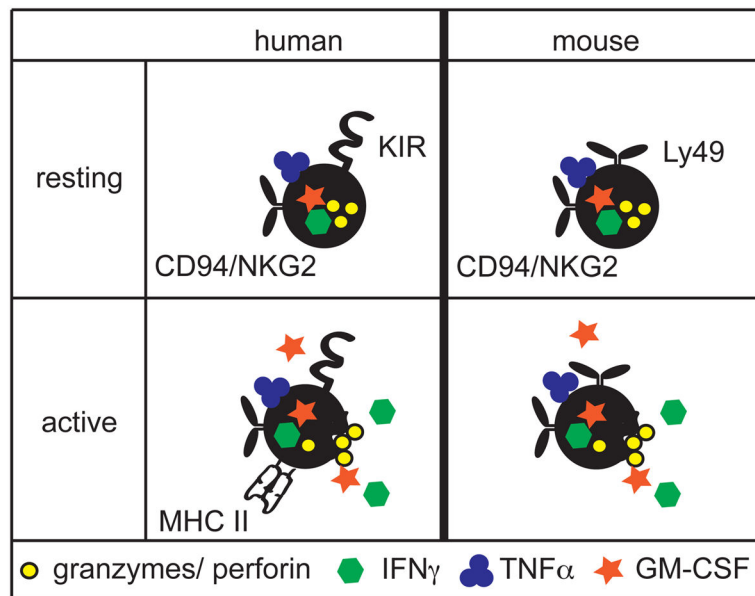 human mouse
resting
KIR
CD94/NKG2
Ly49
CD94/NKG2
active
MHC II
granzymes/ perforin IFNγ TNFα GM-CSF